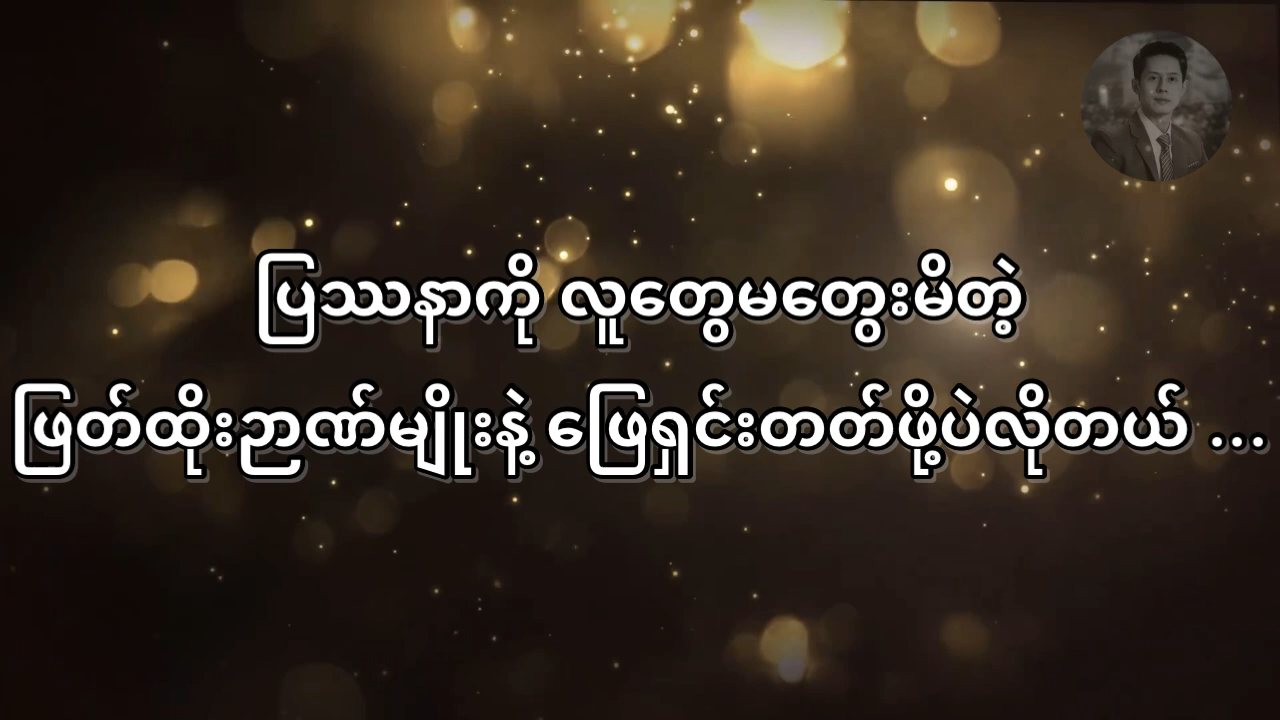 ပြဿနာကို လူတွေမတွေးမိတဲ့
ဖြတ်ထိုးဉာဏ်မျိုးနဲ့ ဖြေရှင်းတတ်ဖို့ပဲလိုတယ် ...